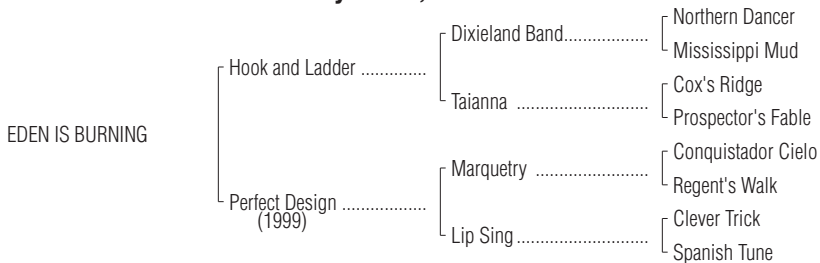 Northern Dancer
Dixieland Band....................
Mississippi Mud
Hook and Ladder ..............
Cox's Ridge
Taianna ...............................
Prospector's Fable
EDEN IS BURNING
Conquistador Cielo
Marquetry ..........................
Regent's Walk
Perfect Design ..................
(1999)
Clever Trick
Lip Sing...............................
Spanish Tune